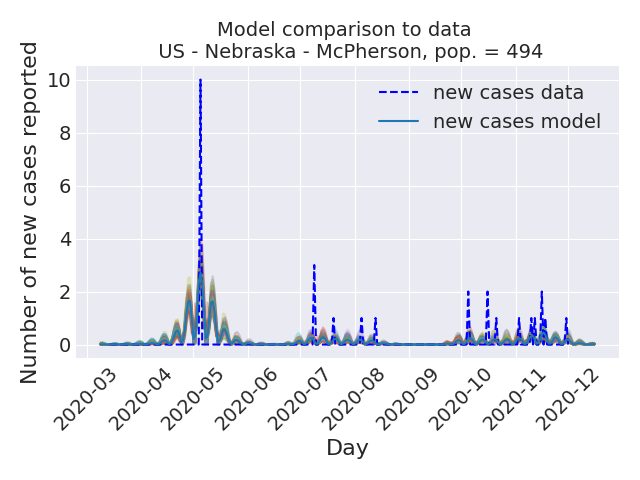 Model comparison to data
US - Nebraska - McPherson, pop. = 494
Number of new cases reported
10
8
6
4
2
0
new cases data
new cases model
2020-03
2020-04
2020-05
2020-06
2020-07
2020-08
2020-09
2020-10
2020-11
2020-12
Day